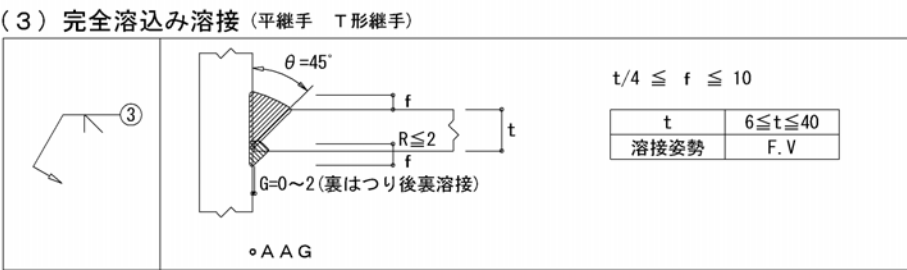 (3) 完全溶込み溶接 (平継手 T形継手)
③
θ=45°
f
t
R≦2
f
G=0～2(裏はつり後裏溶接)
AAG
t/4 ≦ f ≦ 10
t 6≦t≦40
溶接姿勢 F.V